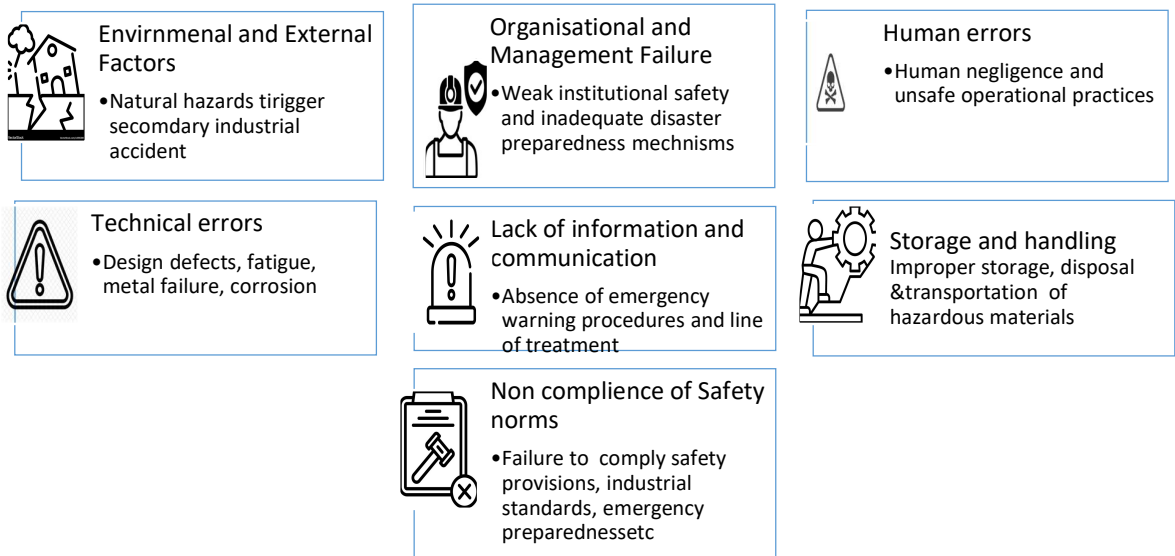 Envirnmenal and External
Factors
•Natural hazards tirigger
secomdary industrial
accident
Organisational and
Management Failure
•Weak institutional safety
and inadequate disaster
preparedness mechnisms
Human errors
•Human negligence and
unsafe operational practices
Technical errors
•Design defects, fatigue,
metal failure, corrosion
Lack of information and
communication
•Absence of emergency
warning procedures and line
of treatment
Storage and handling
Improper storage, disposal
&transportation of
hazardous materials
Non complience of Safety
norms
•Failure to comply safety
provisions, industrial
standards, emergency
preparednessetc